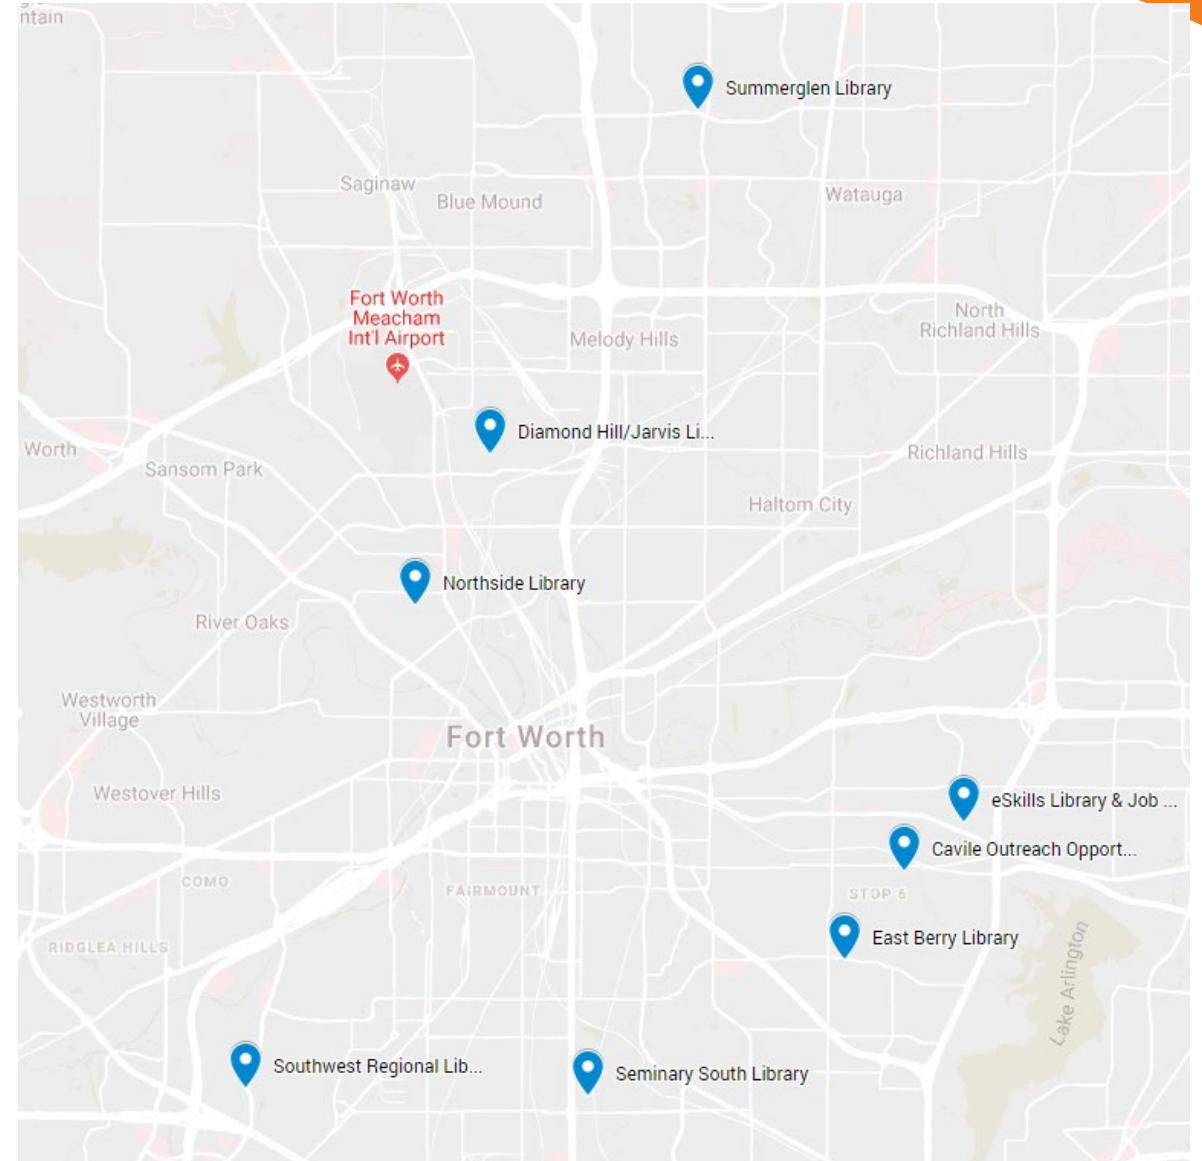 ntain
Summerglen Library
Saginaw
Blue Mound
Watauga
Fort Worth
Meacham
Int'l Airport
North
Richland Hills
Melody Hills
Diamond Hill/Jarvis Li...
Worth
Sansom Park
Richland Hills
Haltom City
Northside Library
River Oaks
Westworth
Village
Fort Worth
Westover Hills
eSkills Library & Job ...
Cavile Outreach Opport...
COMO
FAIRMOUNT
STOP 6
RIDGLEA HILLS
East Berry Library
Lake Arlington
Southwest Regional Lib...
Seminary South Library